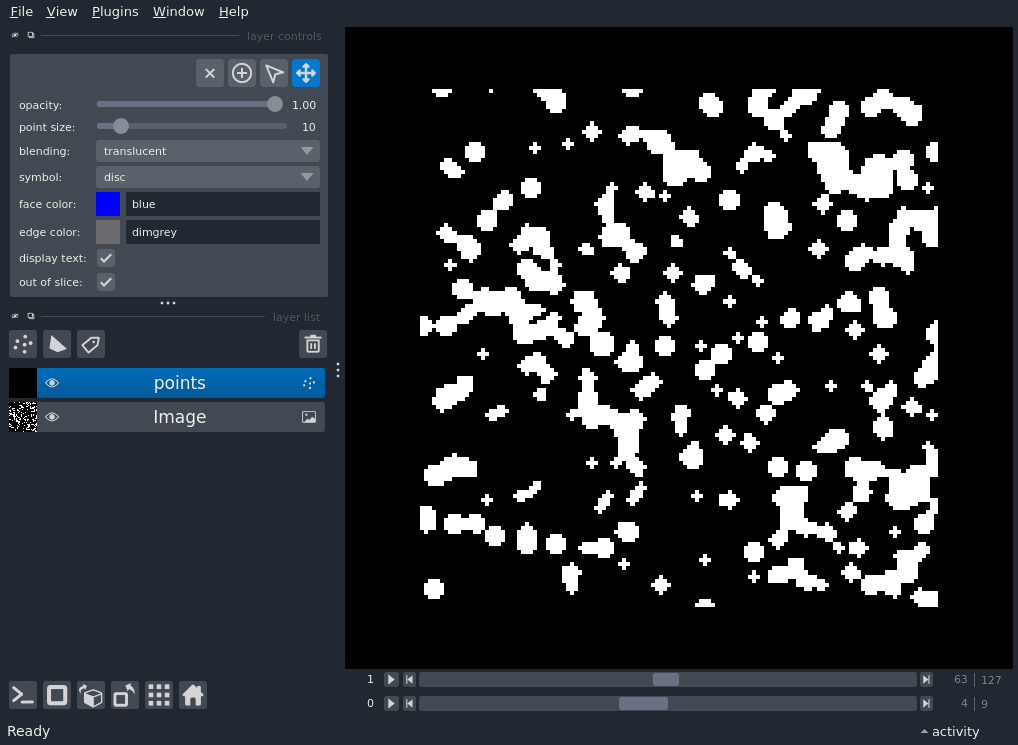 File View Plugins Window Help
layer controls
opacity: 1.00
point size: 10
blending: translucent
symbol: disc
face color: blue
edge color: dimgrey
display text:
out of slice:
layer list
points
Image
1 63 127
0 4 9
Ready activity